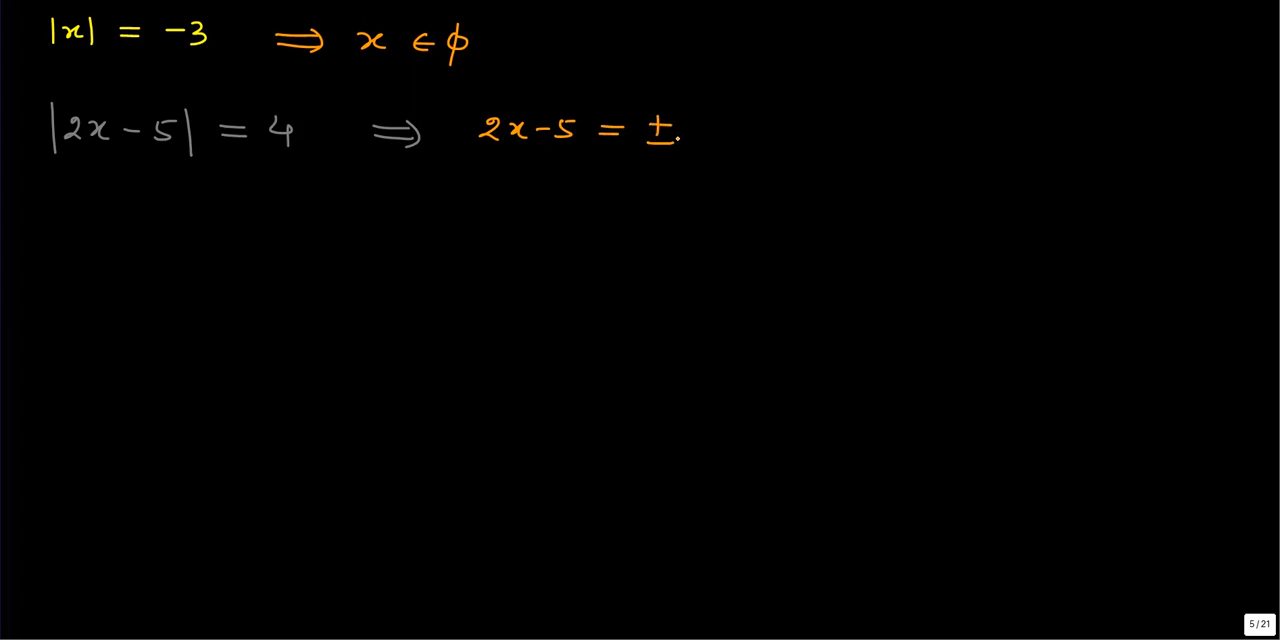 |x| = -3 ⟹ x ∈ ϕ
|2x - 5| = 4 ⟹ 2x - 5 = ±
5 / 21